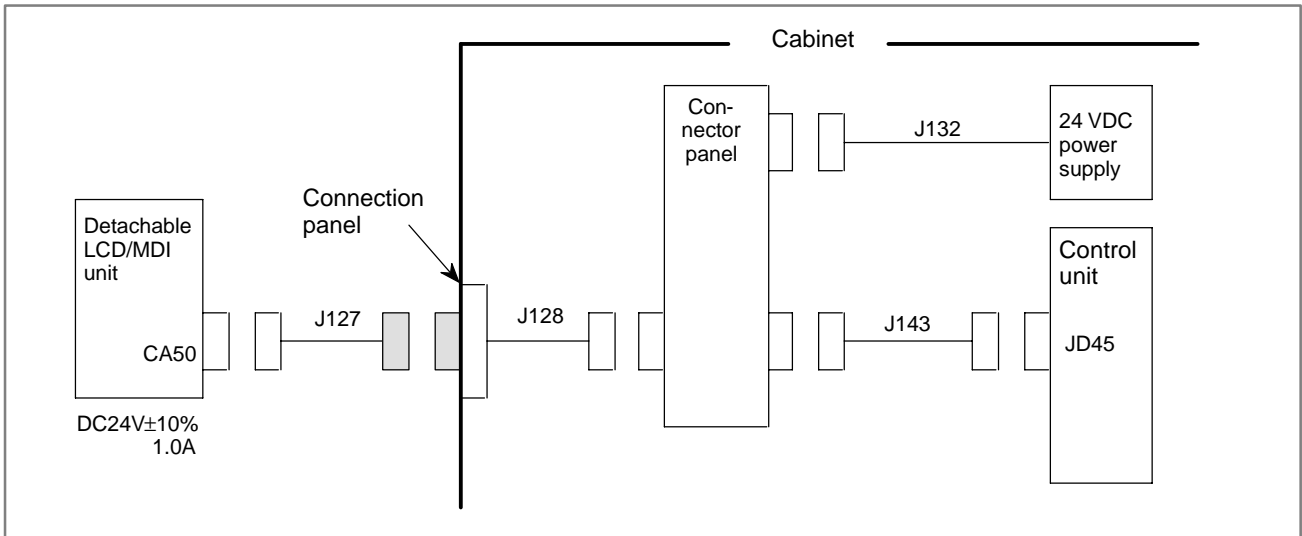 Cabinet
Con-
nector
panel
J132
24 VDC
power
supply
Connection
panel
Detachable
LCD/MDI
unit
Control
unit
J127
J128
J143
CA50
JD45
DC24V±10%
1.0A